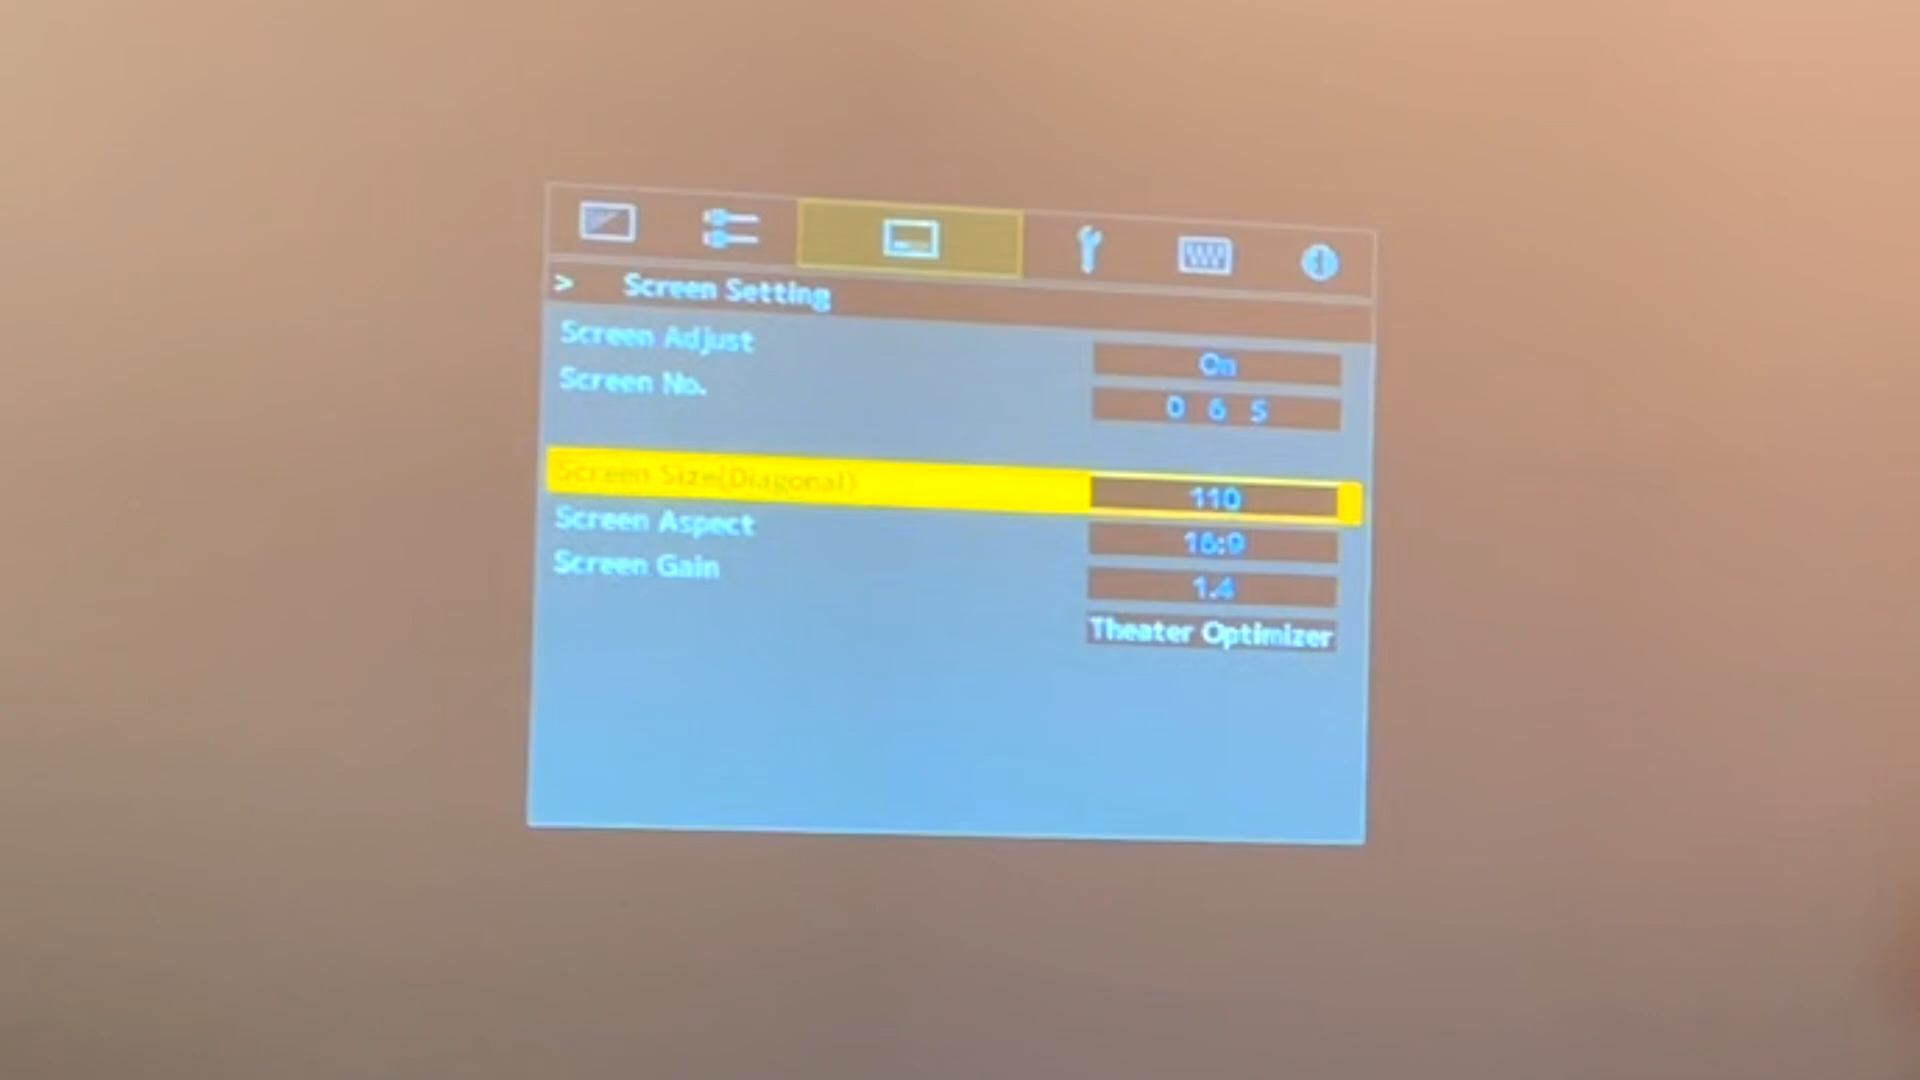 > Screen Setting
Screen Adjust On
Screen No. 0 6 5
Screen Size(Diagonal) 110
Screen Aspect 16:9
Screen Gain 1.4
Theater Optimizer